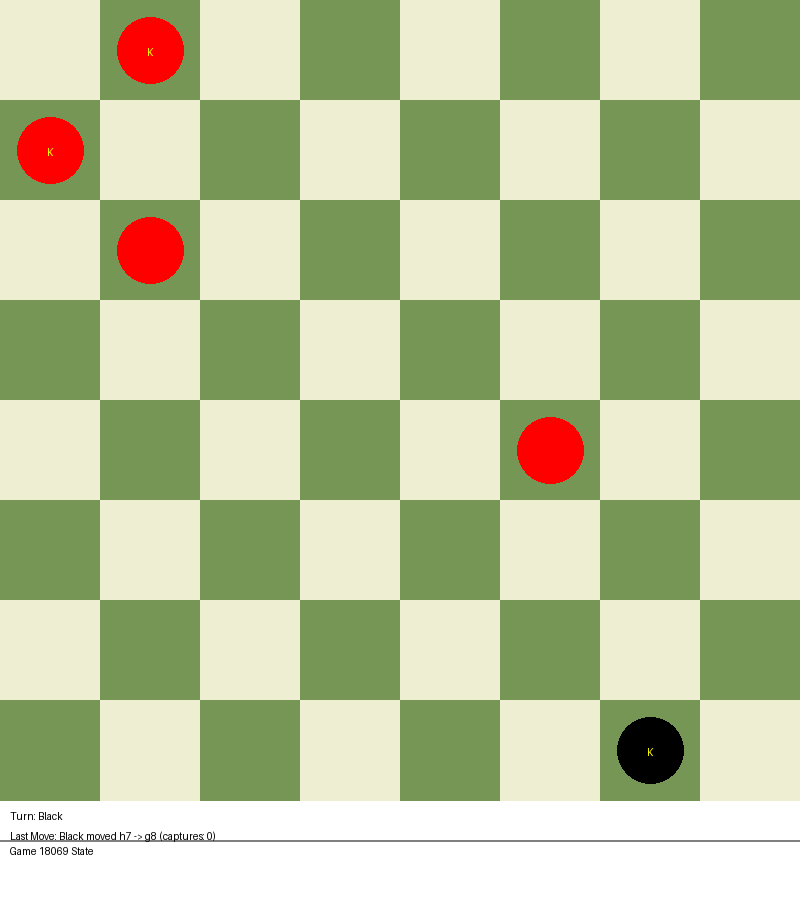 K
K
K
Turn: Black
Last Move: Black moved h7 -> g8 (captures: 0)
Game 18069 State